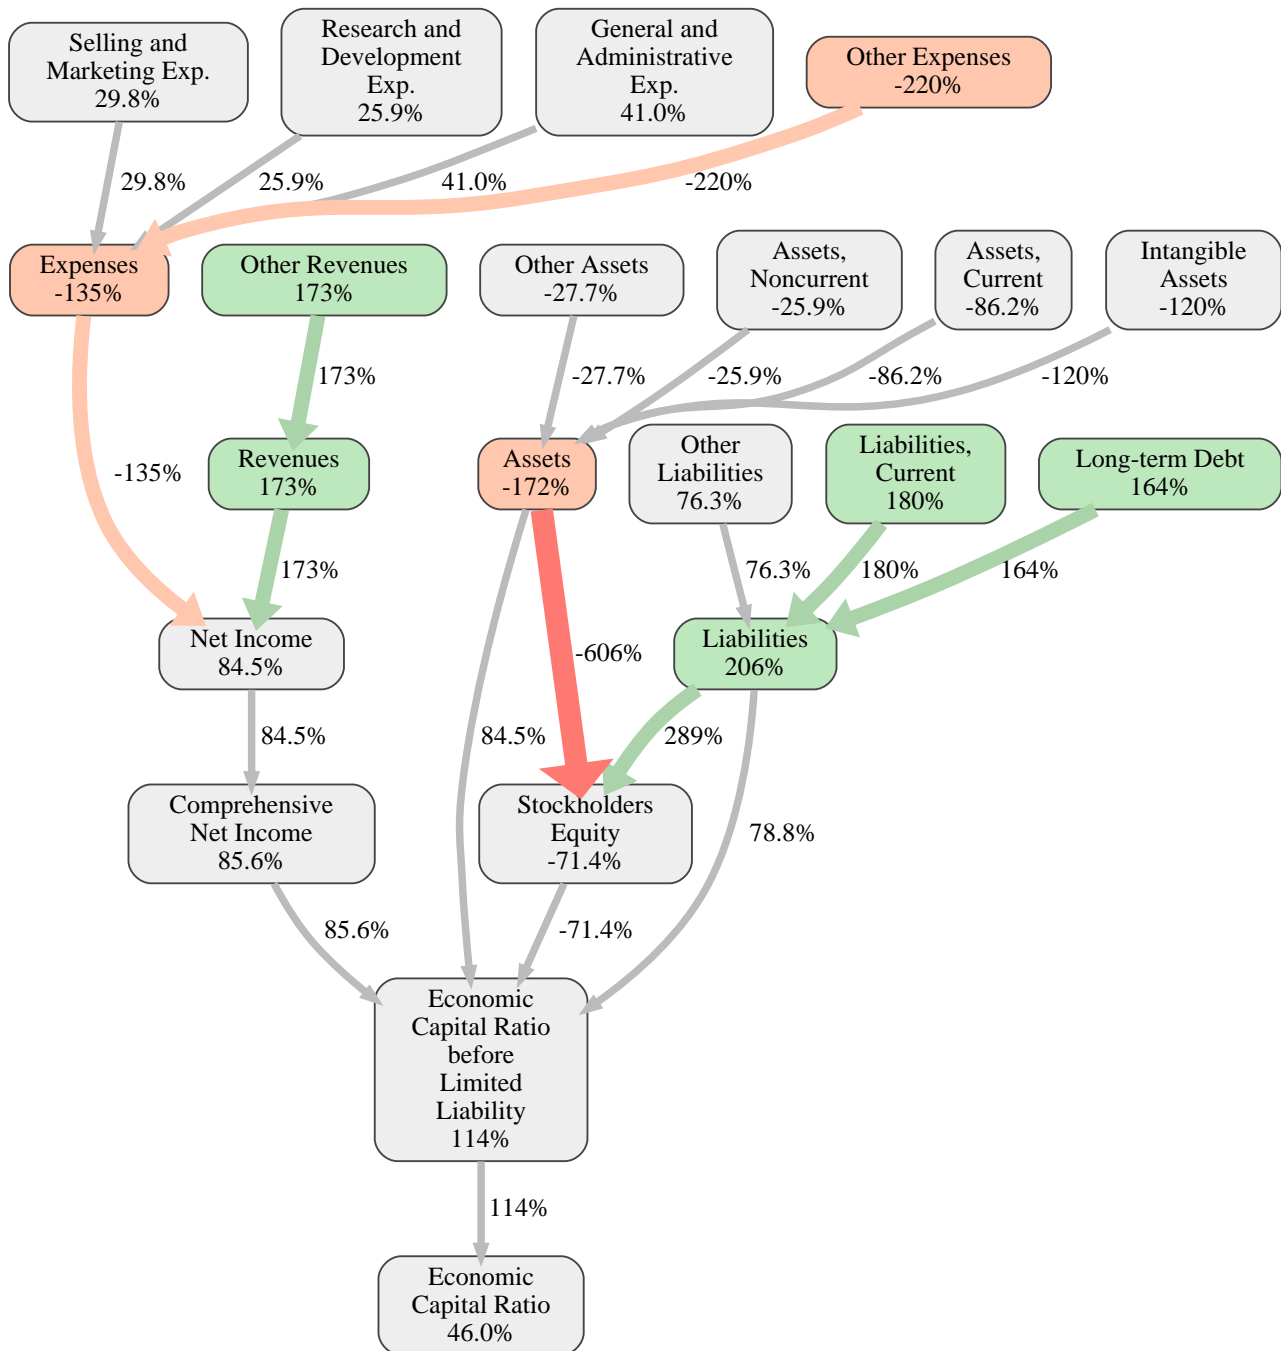 Selling and
Marketing Exp.
29.8%
Research and
Development
Exp.
25.9%
General and
Administrative
Exp.
41.0%
Other Expenses
-220%
29.8%
25.9%
41.0%
-220%
Expenses
-135%
Other Revenues
173%
Other Assets
-27.7%
Assets,
Noncurrent
-25.9%
Assets,
Current
-86.2%
Intangible
Assets
-120%
173%
-27.7%
-25.9%
-86.2%
-120%
-135%
Revenues
173%
Assets
-172%
Other
Liabilities
76.3%
Liabilities,
Current
180%
Long-term Debt
164%
173%
76.3%
180%
164%
Net Income
84.5%
-606%
Liabilities
206%
84.5%
84.5%
289%
78.8%
Comprehensive
Net Income
85.6%
Stockholders
Equity
-71.4%
85.6%
-71.4%
Economic
Capital Ratio
before
Limited
Liability
114%
114%
Economic
Capital Ratio
46.0%